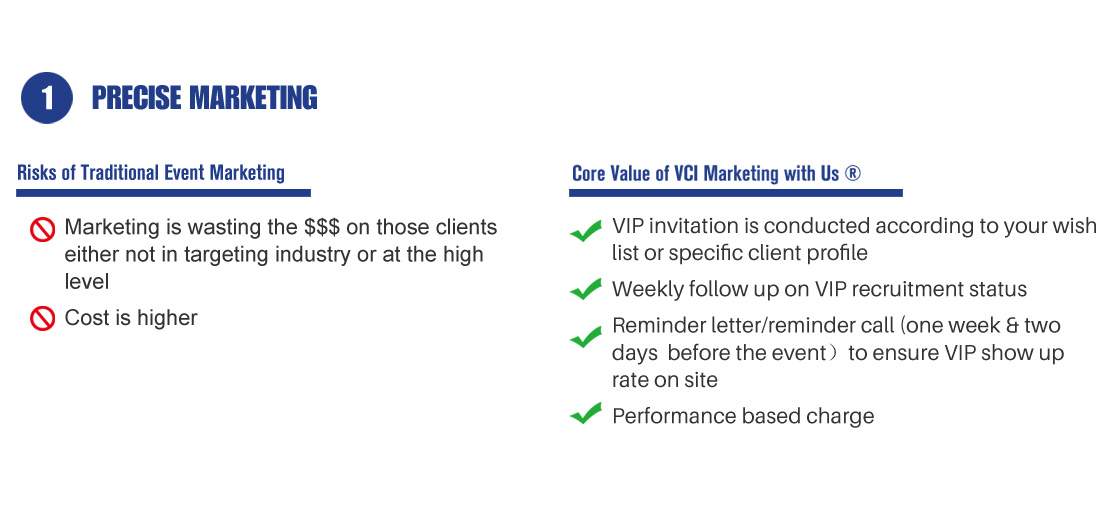 1 PRECISE MARKETING
Risks of Traditional Event Marketing
Marketing is wasting the $$$ on those clients
either not in targeting industry or at the high
level
Cost is higher
Core Value of VCI Marketing with Us ®
VIP invitation is conducted according to your wish
list or specific client profile
Weekly follow up on VIP recruitment status
Reminder letter/reminder call (one week & two
days  before the event）to ensure VIP show up
rate on site
Performance based charge